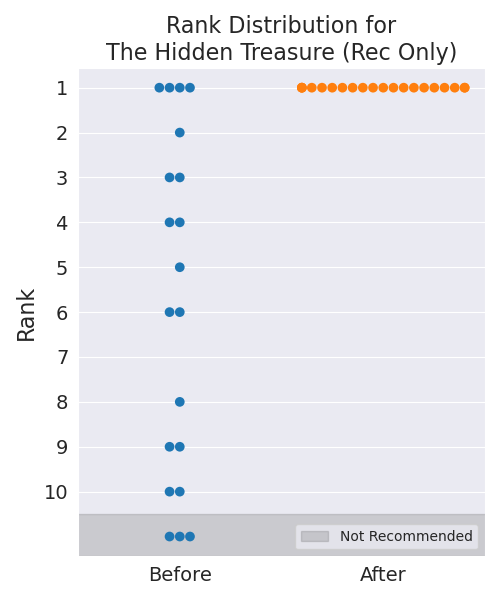 Rank Distribution for
The Hidden Treasure (Rec Only)
Rank
1
2
3
4
5
6
7
8
9
10
Not Recommended
Before
After